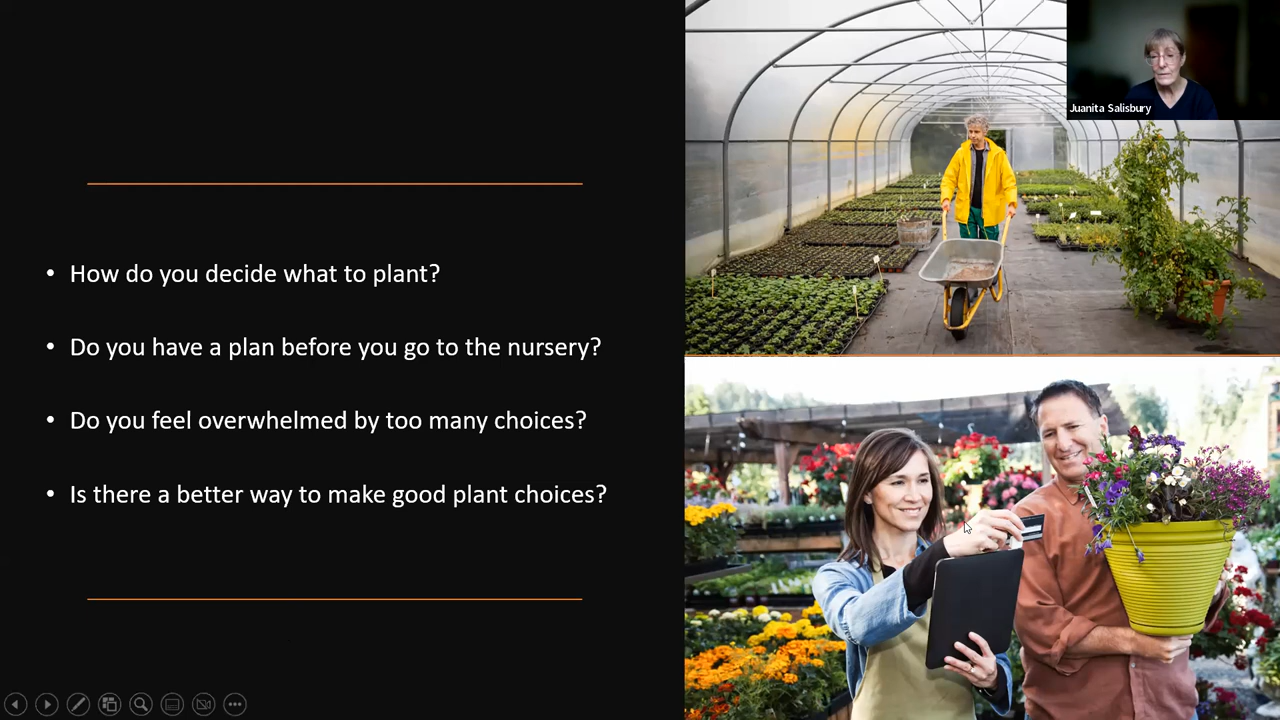 • How do you decide what to plant?
• Do you have a plan before you go to the nursery?
• Do you feel overwhelmed by too many choices?
• Is there a better way to make good plant choices?
Juanita Salisbury